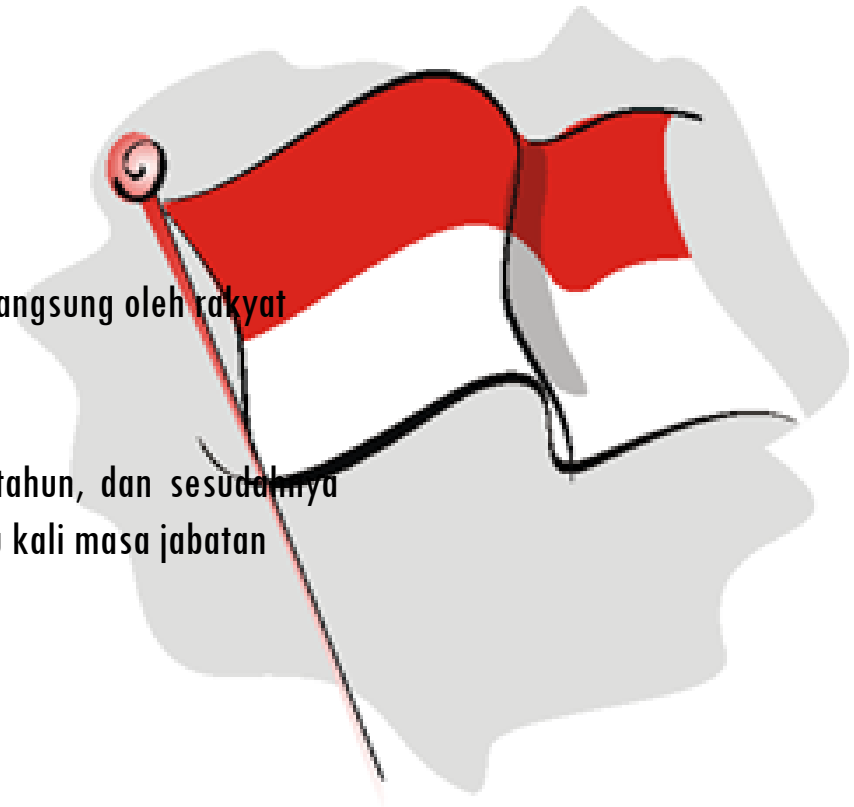 angsung oleh rakyat
tahun, dan sesudahnya
kali masa jabatan